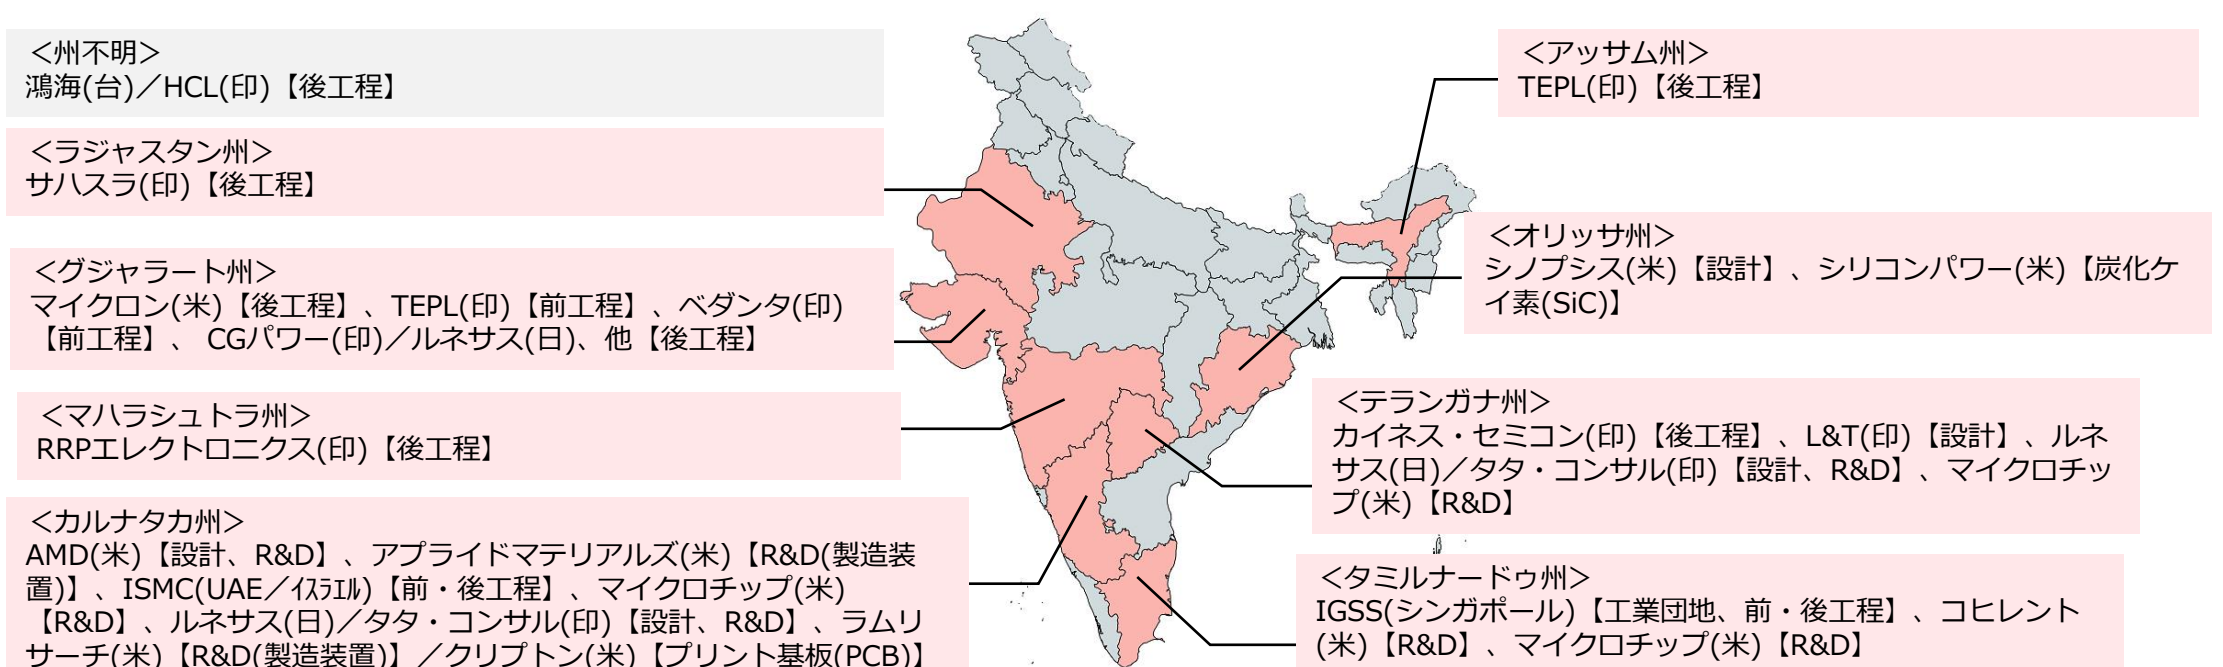 ＜州不明＞
鴻海(台)／HCL(印)【後工程】
＜ラジャスタン州＞
サハスラ(印)【後工程】
＜グジャラート州＞
マイクロン(米)【後工程】、TEPL(印)【前工程】、ベダンタ(印)
【前工程】、 CGパワー(印)／ルネサス(日)、他【後工程】
＜マハラシュトラ州＞
RRPエレクトロニクス(印)【後工程】
＜カルナタカ州＞
AMD(米)【設計、R&D】、アプライドマテリアルズ(米)【R&D(製造装
置)】、ISMC(UAE／ｲｽﾗｴﾙ)【前・後工程】、マイクロチップ(米)
【R&D】、ルネサス(日)／タタ・コンサル(印)【設計、R&D】、ラムリ
サーチ(米)【R&D(製造装置)】／クリプトン(米)【プリント基板(PCB)】
＜アッサム州＞
TEPL(印)【後工程】
＜オリッサ州＞
シノプシス(米)【設計】、シリコンパワー(米)【炭化ケ
イ素(SiC)】
＜テランガナ州＞
カイネス・セミコン(印)【後工程】、L&T(印)【設計】、ルネ
サス(日)／タタ・コンサル(印)【設計、R&D】、マイクロチッ
プ(米)【R&D】
＜タミルナードゥ州＞
IGSS(シンガポール)【工業団地、前・後工程】、コヒレント
(米)【R&D】、マイクロチップ(米)【R&D】